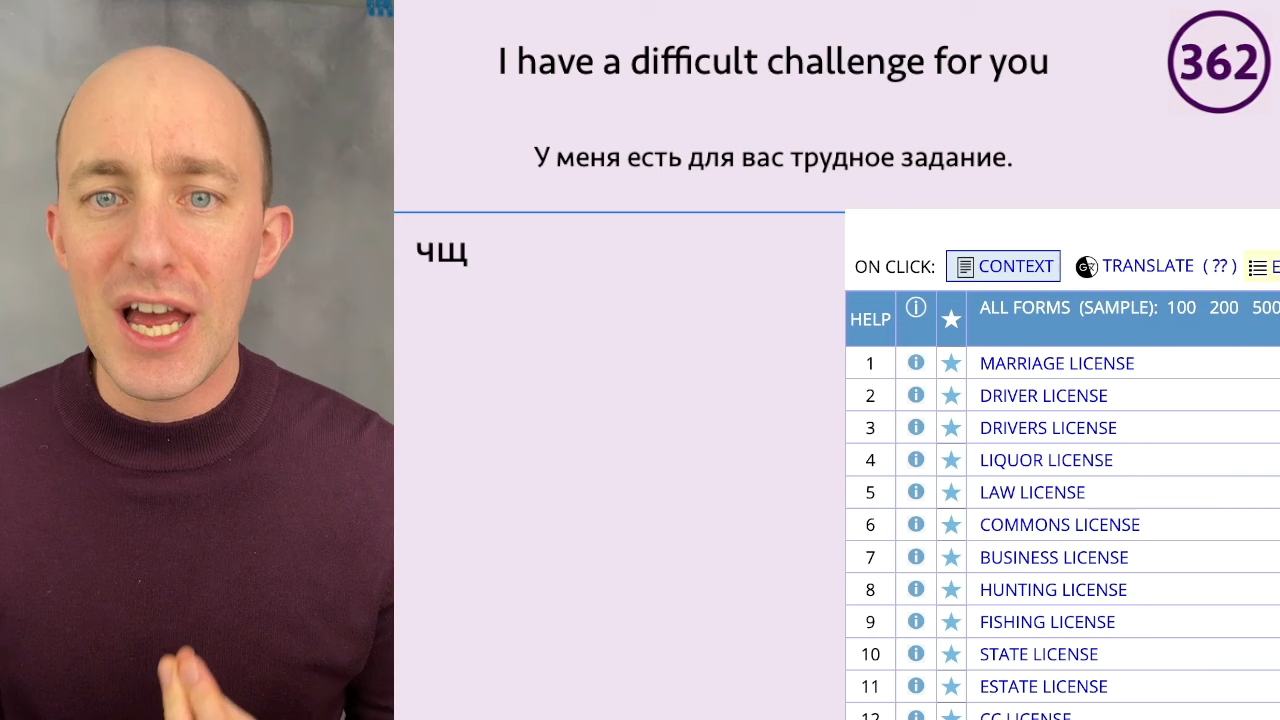 I have a difficult challenge for you
362
У меня есть для вас трудное задание.
чщ
ON CLICK: CONTEXT TRANSLATE ( ?? ) E
HELP ALL FORMS (SAMPLE): 100 200 500
1 MARRIAGE LICENSE
2 DRIVER LICENSE
3 DRIVERS LICENSE
4 LIQUOR LICENSE
5 LAW LICENSE
6 COMMONS LICENSE
7 BUSINESS LICENSE
8 HUNTING LICENSE
9 FISHING LICENSE
10 STATE LICENSE
11 ESTATE LICENSE
12 CC LICENSE